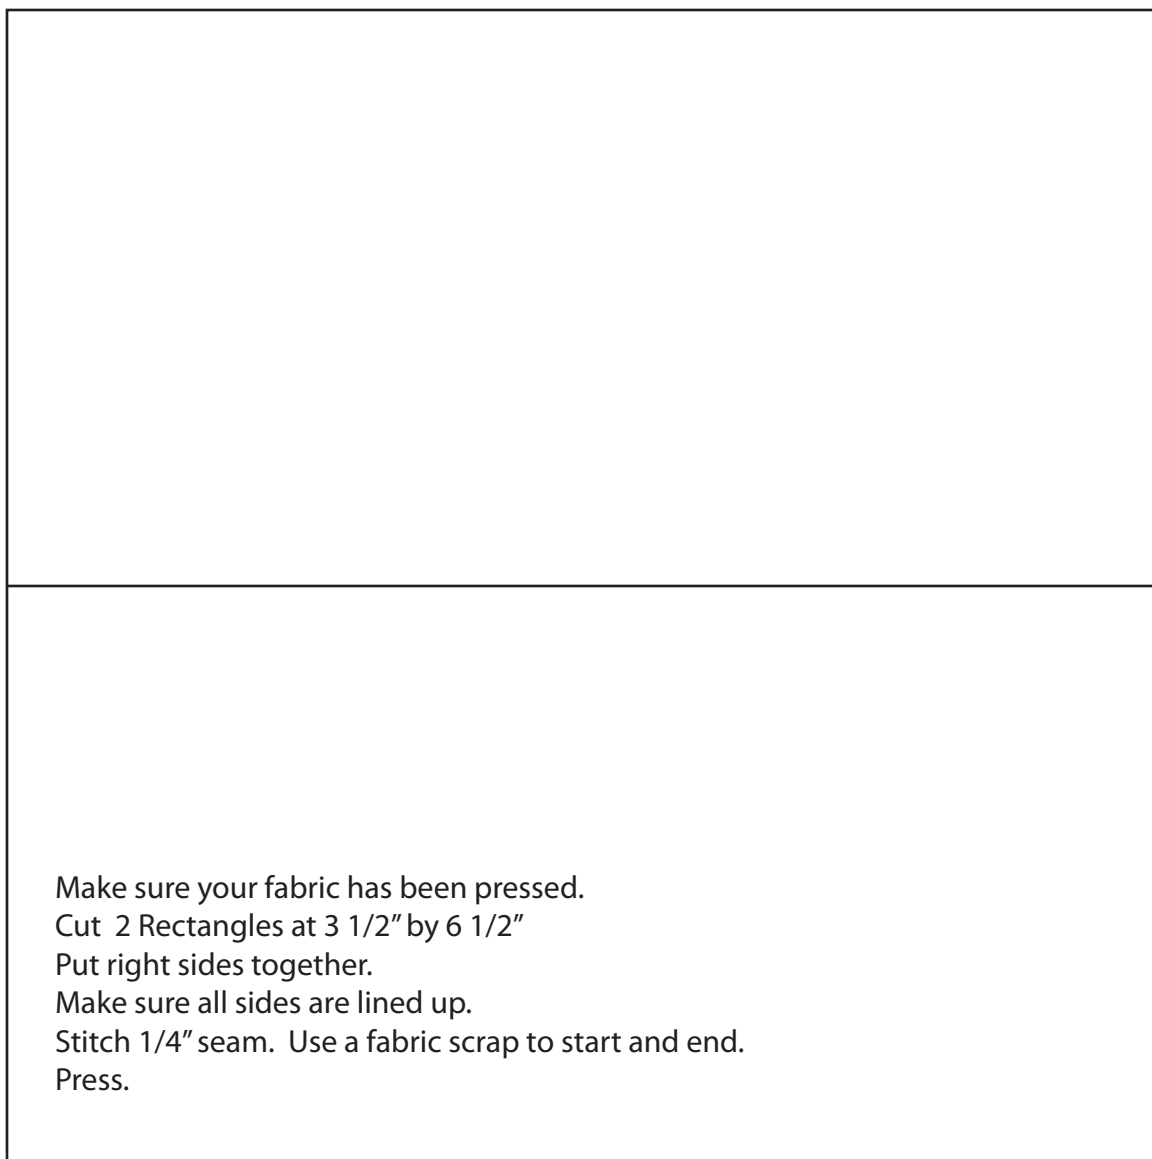 Make sure your fabric has been pressed.
Cut  2 Rectangles at 3 1/2” by 6 1/2”
Put right sides together.
Make sure all sides are lined up.
Stitch 1/4” seam.  Use a fabric scrap to start and end.
Press.